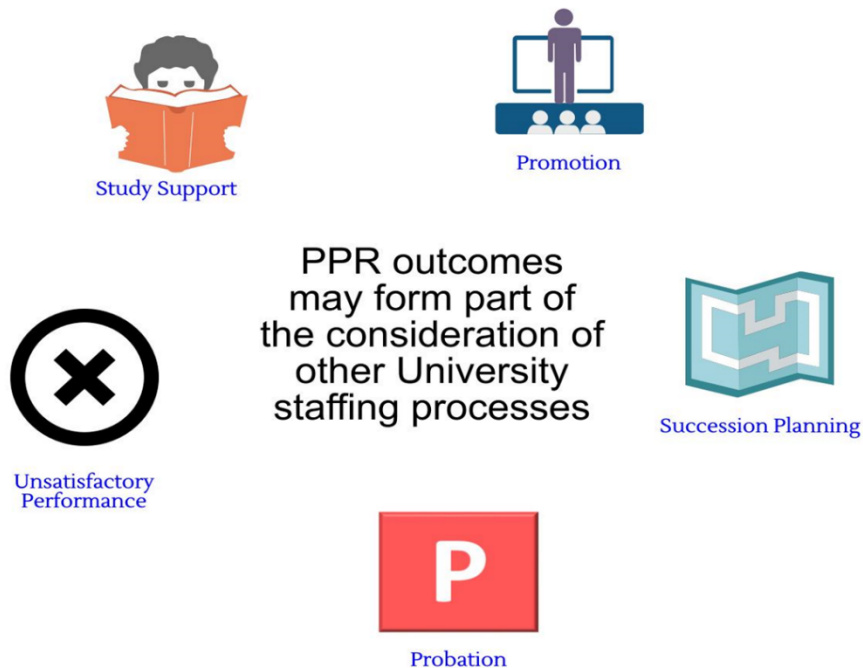 Study Support
Promotion
PPR outcomes
may form part of
the consideration of
other University
staffing processes
Succession Planning
Unsatisfactory
Performance
P
Probation